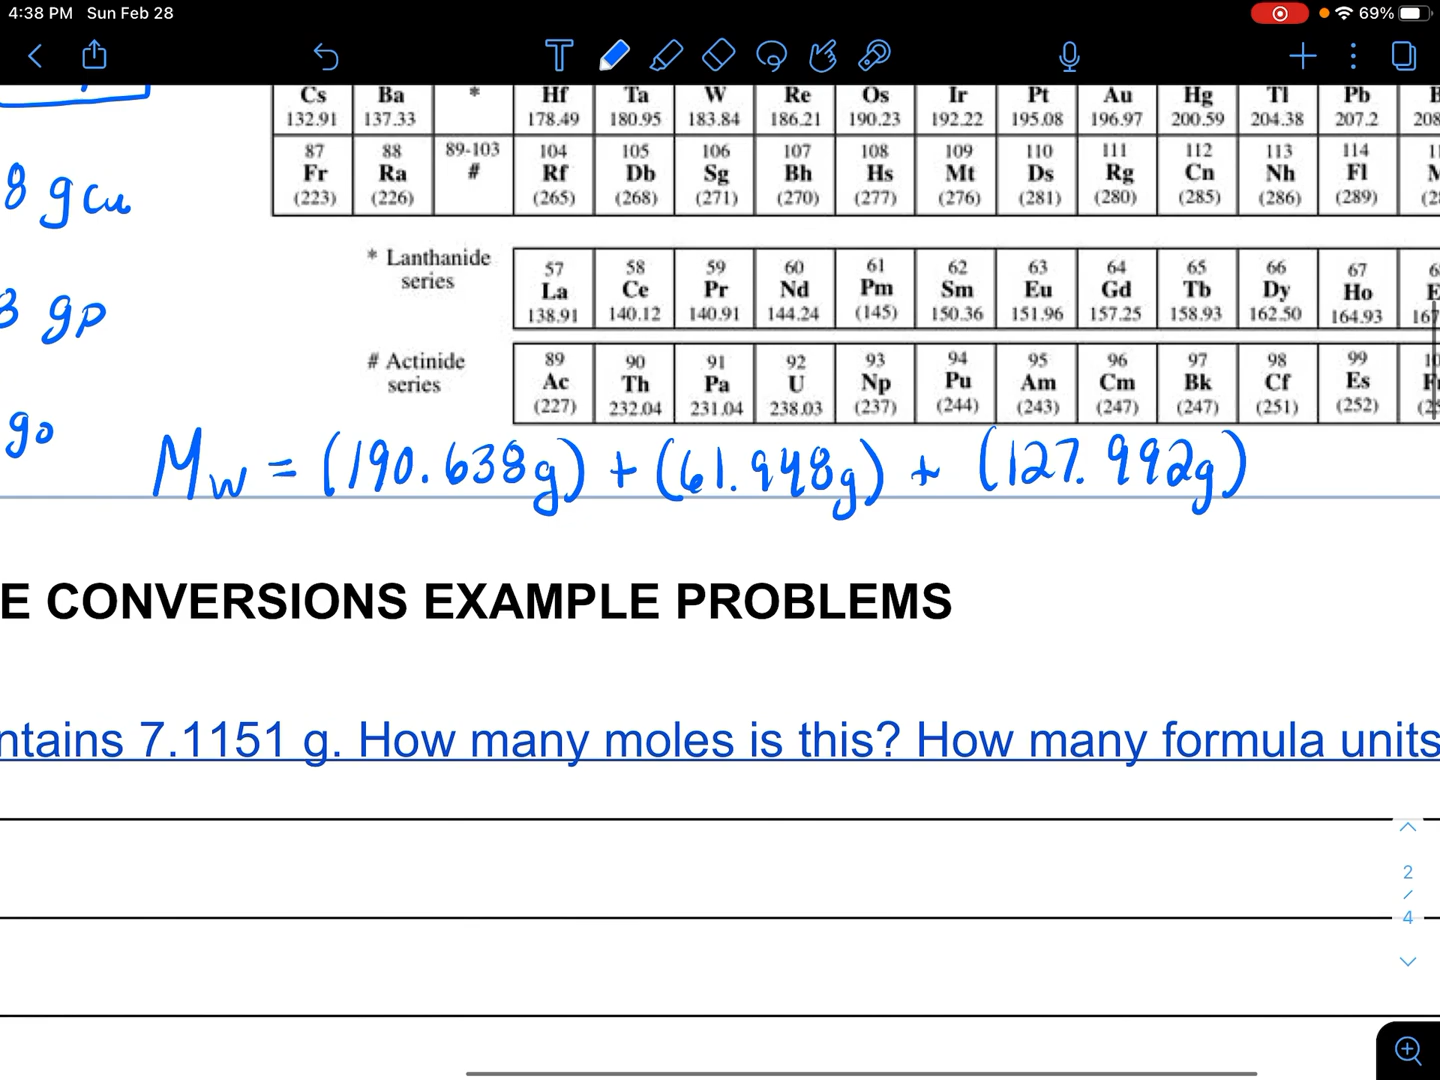 4:38 PM Sun Feb 28 69%
T
Cs Ba * Hf Ta W Re Os Ir Pt Au Hg Tl Pb
132.91 137.33 178.49 180.95 183.84 186.21 190.23 192.22 195.08 196.97 200.59 204.38 207.2 208
87 88 89-103 104 105 106 107 108 109 110 111 112 113 114
Fr Ra # Rf Db Sg Bh Hs Mt Ds Rg Cn Nh Fl
(223) (226) (265) (268) (271) (270) (277) (276) (281) (280) (285) (286) (289)
8 g Cu
* Lanthanide series
57 58 59 60 61 62 63 64 65 66 67
La Ce Pr Nd Pm Sm Eu Gd Tb Dy Ho
138.91 140.12 140.91 144.24 (145) 150.36 151.96 157.25 158.93 162.50 164.93 167
3 g P
# Actinide series
89 90 91 92 93 94 95 96 97 98 99
Ac Th Pa U Np Pu Am Cm Bk Cf Es
(227) 232.04 231.04 238.03 (237) (244) (243) (247) (247) (251) (252)
g O
Mw = (190.638g) + (61.948g) + (127.992g)
E CONVERSIONS EXAMPLE PROBLEMS
ntains 7.1151 g. How many moles is this? How many formula units
2
/
4